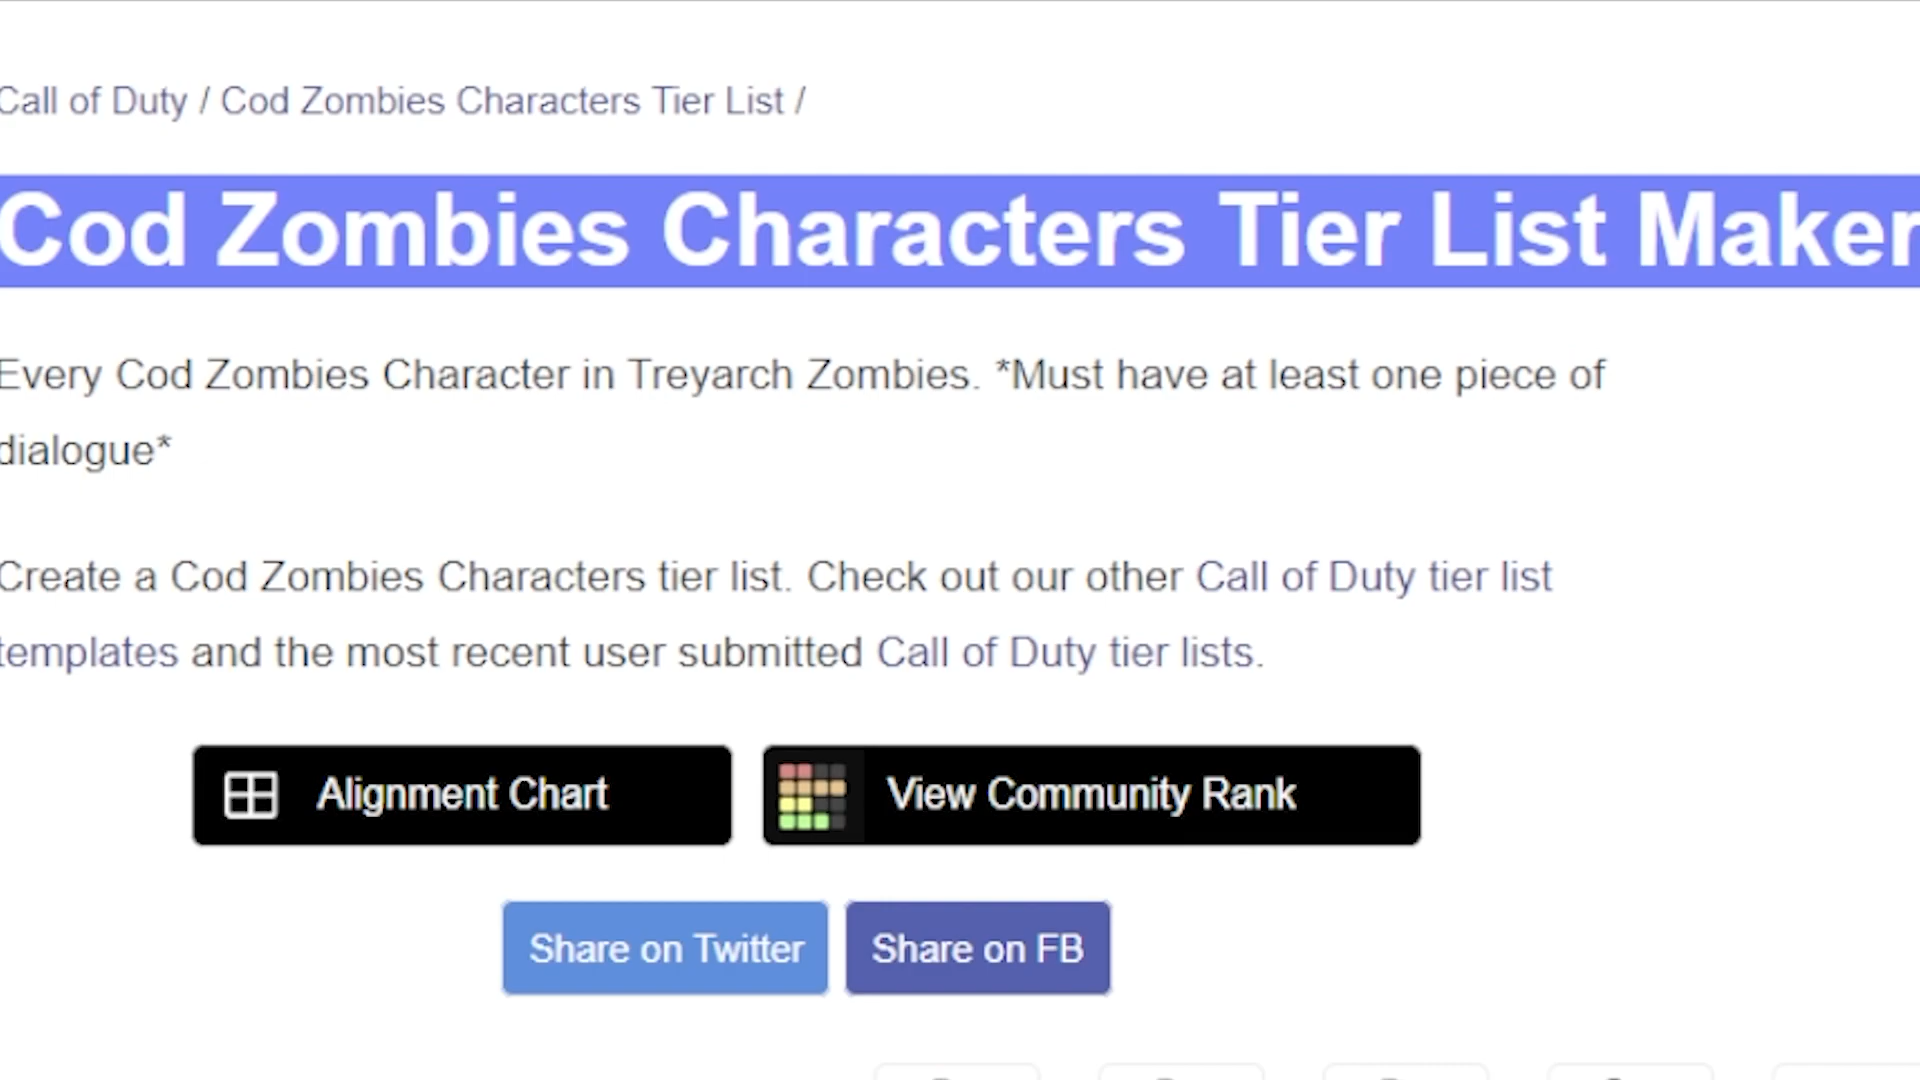 Call of Duty / Cod Zombies Characters Tier List /
Cod Zombies Characters Tier List Maker
Every Cod Zombies Character in Treyarch Zombies. *Must have at least one piece of
dialogue*
Create a Cod Zombies Characters tier list. Check out our other Call of Duty tier list
templates and the most recent user submitted Call of Duty tier lists.
Alignment Chart
View Community Rank
Share on Twitter
Share on FB